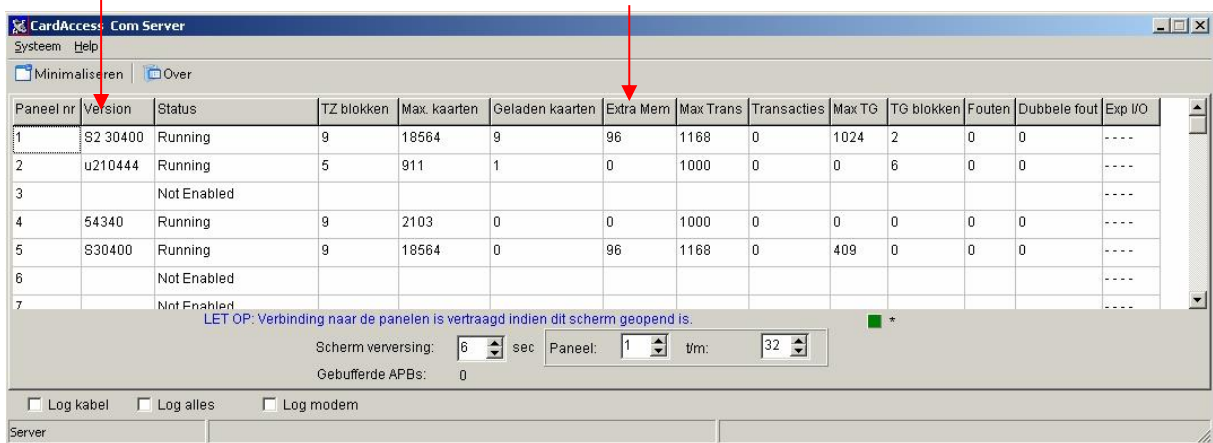 CardAccess Com Server
Systeem Help
Minimaliseren Over
Paneel nr Version Status TZ blokken Max. kaarten Geladen kaarten Extra Mem Max Trans Transacties Max TG TG blokken Fouten Dubbele fout Exp I/O
1 S2 30400 Running 9 18564 9 96 1168 0 1024 2 0 0 - - - -
2 u210444 Running 5 911 1 0 1000 0 0 6 0 0 - - - -
3 Not Enabled - - - -
4 54340 Running 9 2103 0 0 1000 0 0 0 0 0 - - - -
5 S30400 Running 9 18564 0 96 1168 0 409 0 0 0 - - - -
6 Not Enabled - - - -
7 Not Enabled
LET OP: Verbinding naar de panelen is vertraagd indien dit scherm geopend is. *
Scherm verversing: 6 sec Paneel: 1 t/m: 32
Gebufferde APBs: 0
Log kabel Log alles Log modem
Server